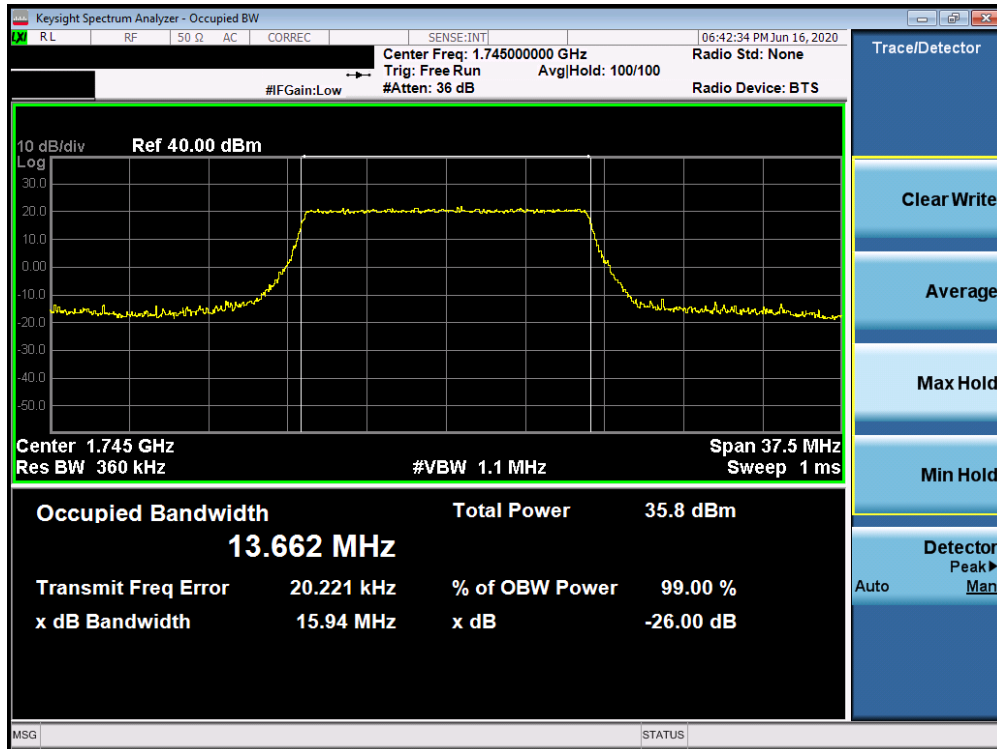 Keysight Spectrum Analyzer - Occupied BW
LXI RL RF 50 Ω AC CORREC SENSE:INT 06:42:34 PM Jun 16, 2020
Center Freq: 1.745000000 GHz Radio Std: None
Trig: Free Run Avg|Hold: 100/100
#IFGain:Low #Atten: 36 dB Radio Device: BTS
Trace/Detector
10 dB/div Ref 40.00 dBm
Log
30.0
20.0
10.0
0.00
-10.0
-20.0
-30.0
-40.0
-50.0
Center 1.745 GHz Span 37.5 MHz
Res BW 360 kHz #VBW 1.1 MHz Sweep 1 ms
Occupied Bandwidth Total Power 35.8 dBm
13.662 MHz
Transmit Freq Error 20.221 kHz % of OBW Power 99.00 %
x dB Bandwidth 15.94 MHz x dB -26.00 dB
Clear Write
Average
Max Hold
Min Hold
Detector
Peak▶
Auto Man
MSG STATUS